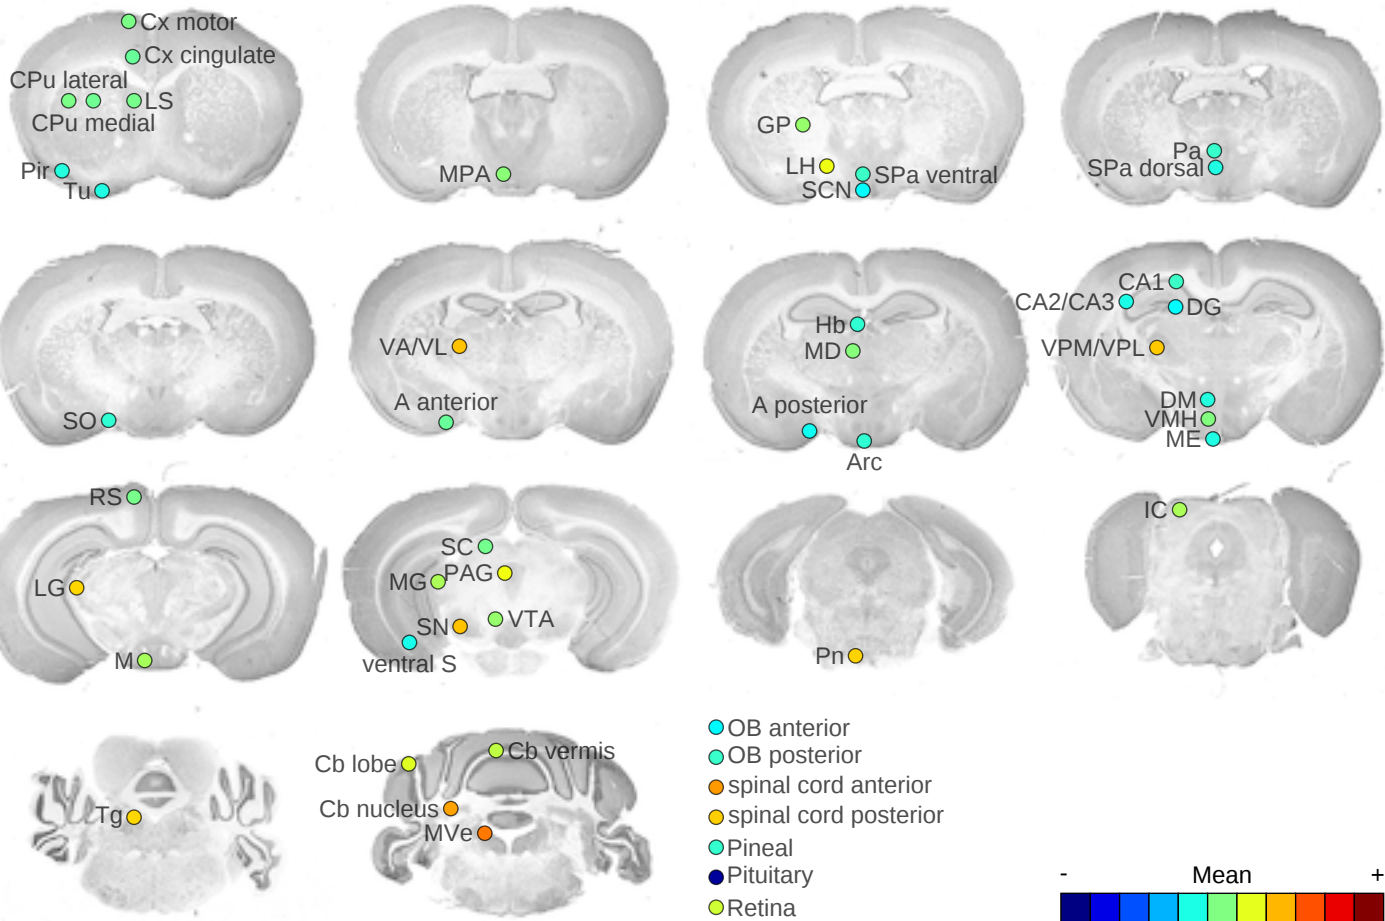 Cx motor
Cx cingulate
CPu lateral
LS
CPu medial
Pir
Tu
MPA
GP
LH
SPa ventral
SCN
Pa
SPa dorsal
SO
VA/VL
A anterior
Hb
MD
A posterior
Arc
CA1
CA2/CA3
DG
VPM/VPL
DM
VMH
ME
RS
LG
M
SC
PAG
MG
VTA
SN
ventral S
Pn
IC
Tg
Cb vermis
Cb lobe
Cb nucleus
MVe
OB anterior
OB posterior
spinal cord anterior
spinal cord posterior
Pineal
Pituitary
Retina
- Mean +